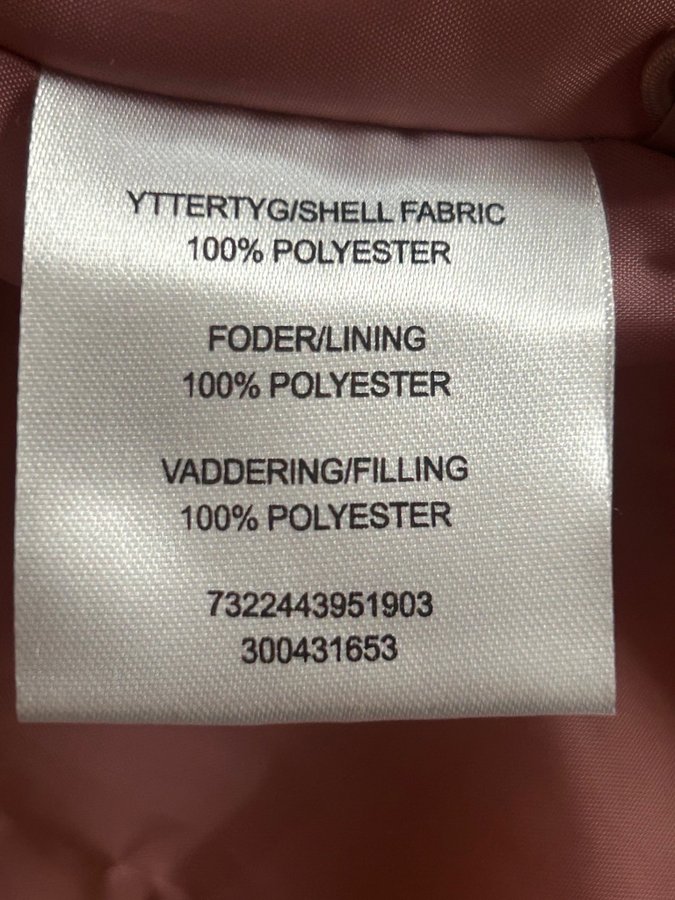 YTTERTYG/SHELL FABRIC
100% POLYESTER
FODER/LINING
100% POLYESTER
VADDERING/FILLING
100% POLYESTER
7322443951903
300431653